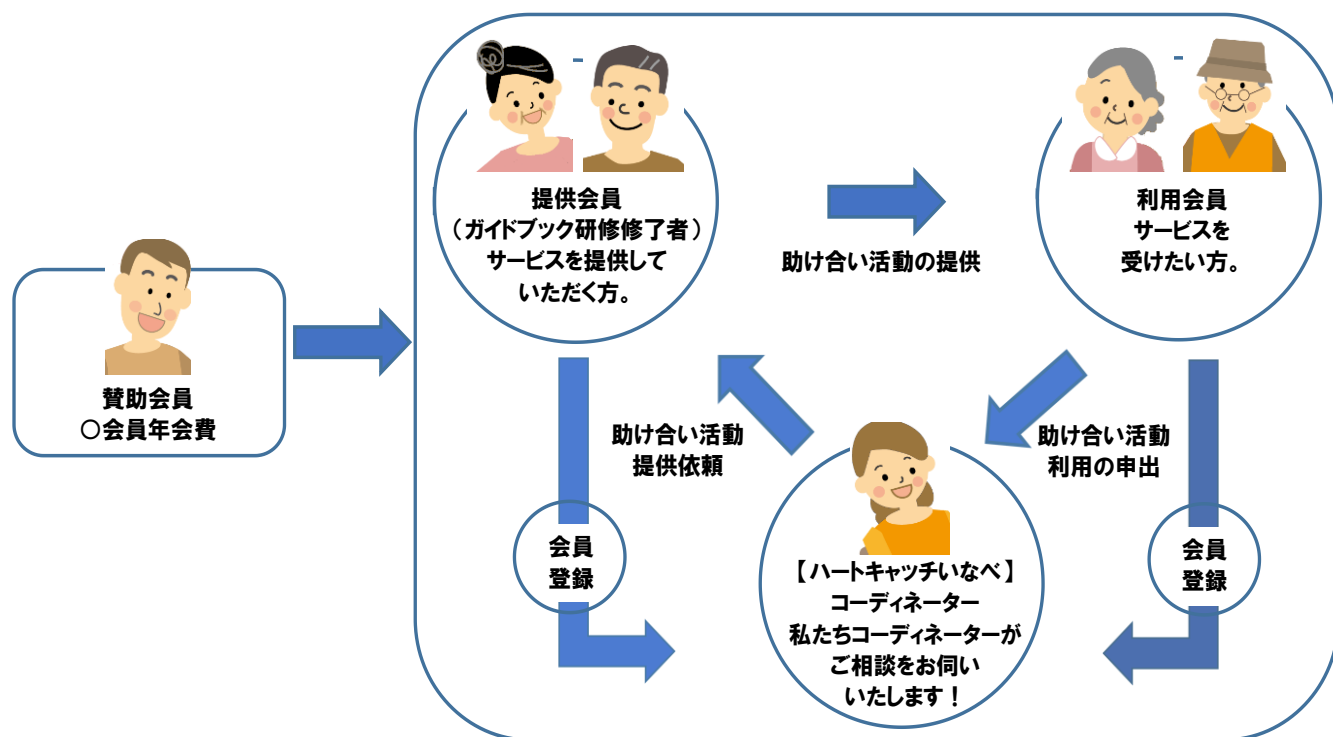 提供会員
（ガイドブック研修修了者）
サービスを提供して
いただく方。
助け合い活動の提供
利用会員
サービスを
受けたい方。
賛助会員
○会員年会費
助け合い活動
提供依頼
助け合い活動
利用の申出
会員
登録
【ハートキャッチいなべ】
コーディネーター
私たちコーディネーターが
ご相談をお伺い
いたします！
会員
登録